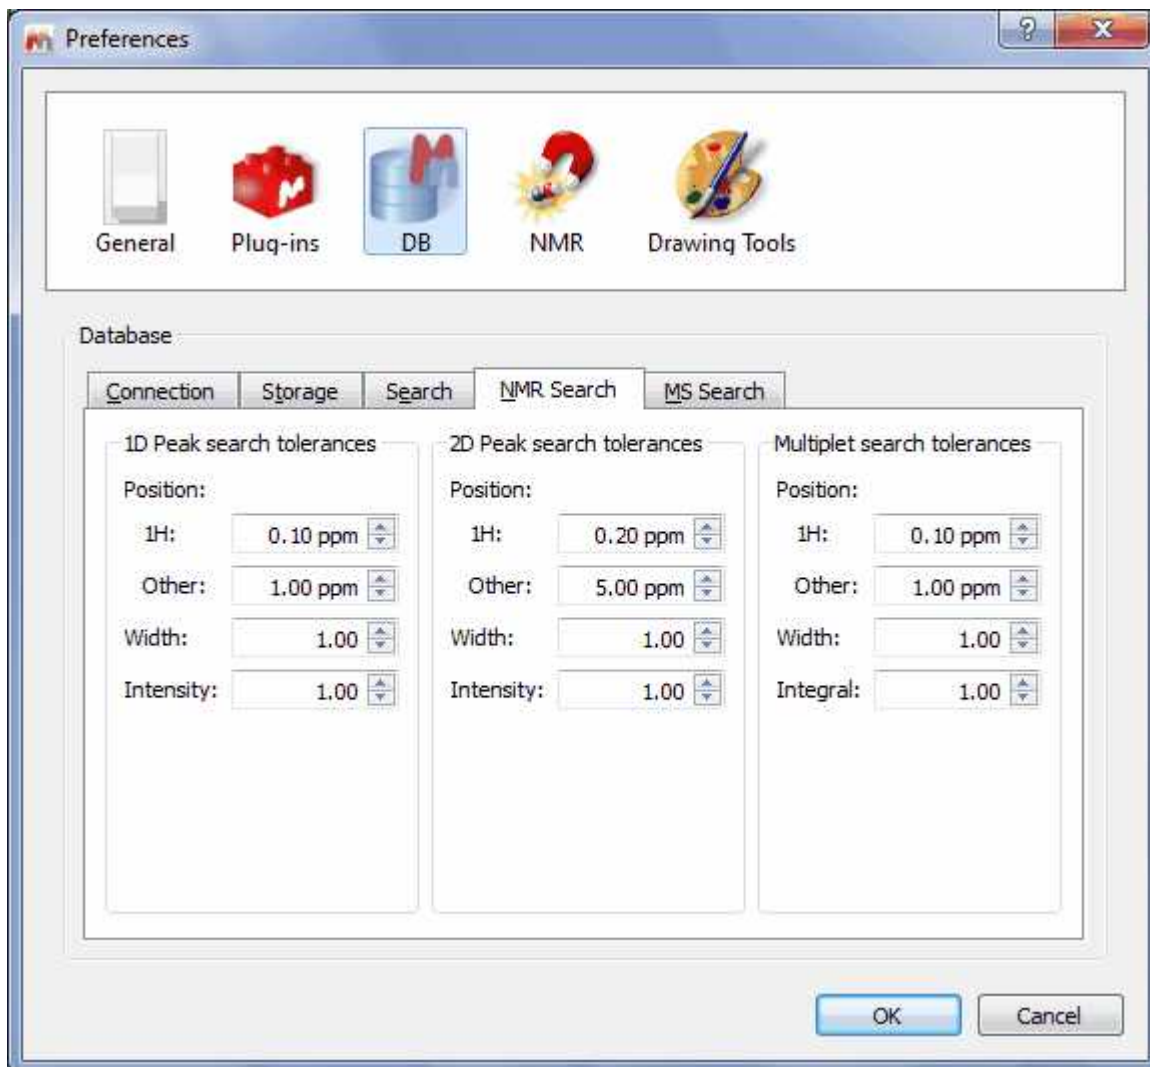 Preferences
General Plug-ins DB NMR Drawing Tools
Database
Connection Storage Search NMR Search MS Search
1D Peak search tolerances 2D Peak search tolerances Multiplet search tolerances
Position: Position: Position:
1H: 0.10 ppm 1H: 0.20 ppm 1H: 0.10 ppm
Other: 1.00 ppm Other: 5.00 ppm Other: 1.00 ppm
Width: 1.00 Width: 1.00 Width: 1.00
Intensity: 1.00 Intensity: 1.00 Integral: 1.00
OK Cancel